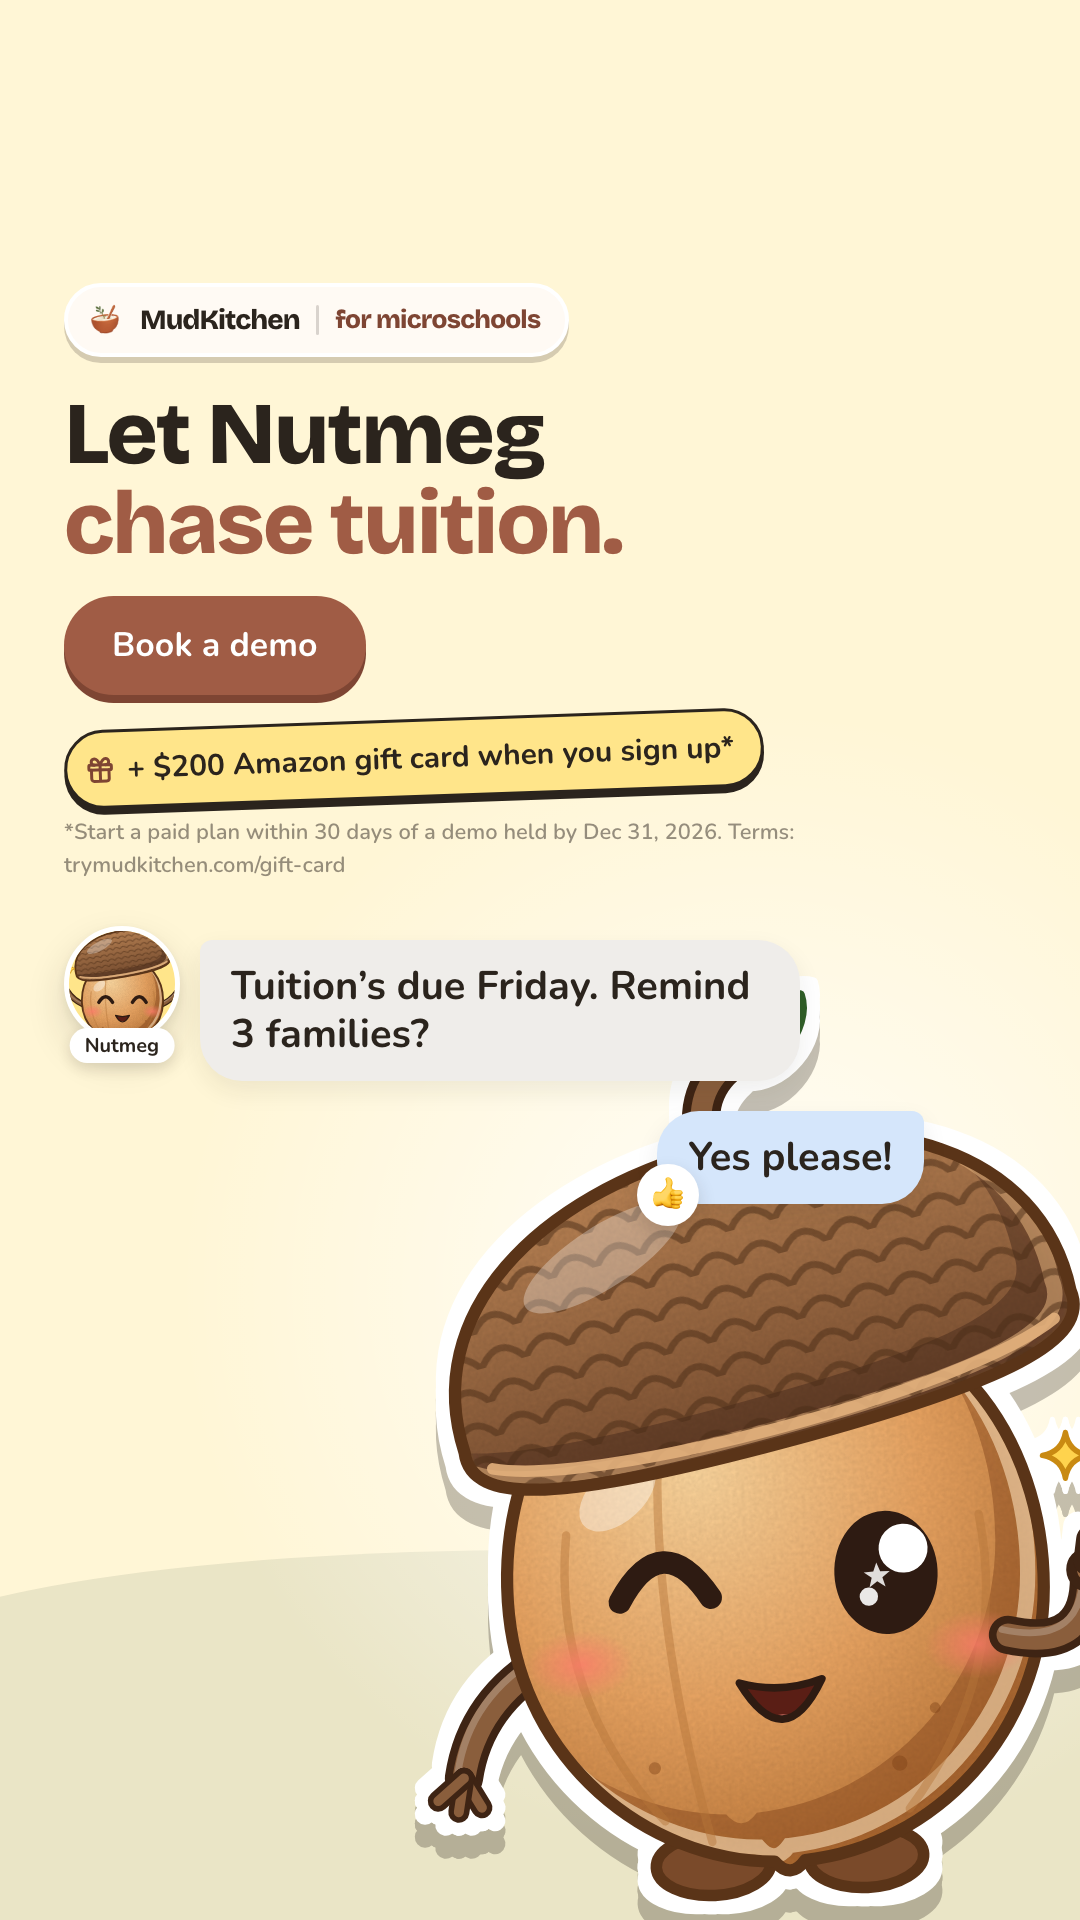 MudKitchen | for microschools
Let Nutmeg
chase tuition.
Book a demo
+ $200 Amazon gift card when you sign up*
*Start a paid plan within 30 days of a demo held by Dec 31, 2026. Terms:
trymudkitchen.com/gift-card
Tuition’s due Friday. Remind
3 families?
Nutmeg
Yes please!